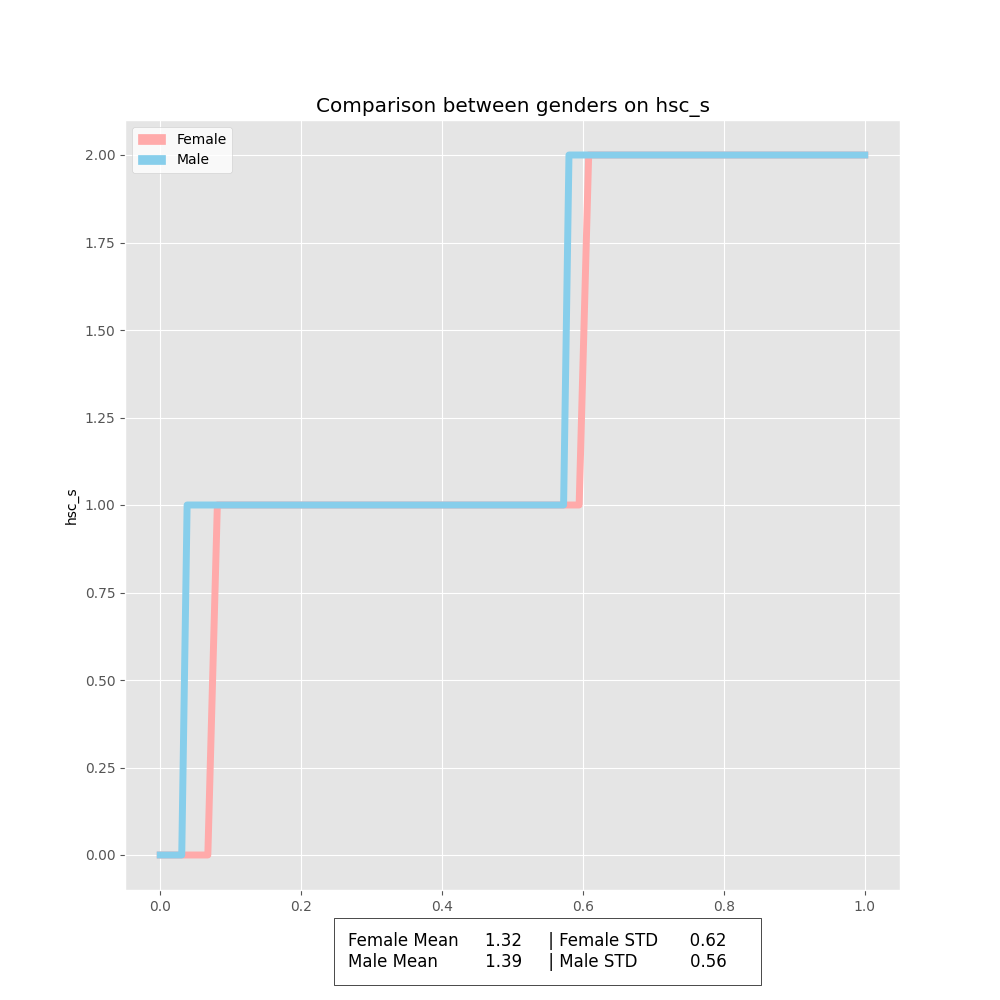 Comparison between genders on hsc_s
Female
Male
2.00
1.75
1.50
1.25
1.00
0.75
0.50
0.25
0.00
hsc_s
0.0 0.2 0.4 0.6 0.8 1.0
Female Mean 1.32 | Female STD 0.62
Male Mean 1.39 | Male STD 0.56